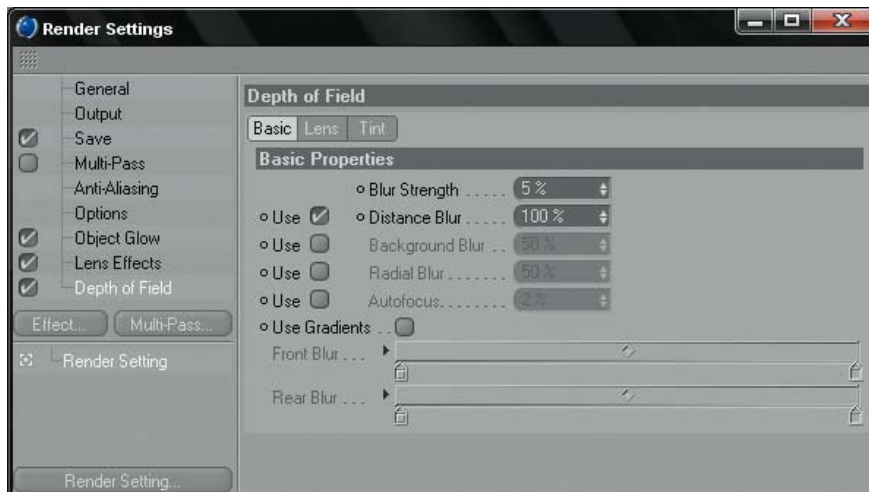 Render Settings
General
Output
Save
Multi-Pass
Anti-Aliasing
Options
Object Glow
Lens Effects
Depth of Field
Effect...
Multi-Pass...
Render Setting
Render Setting...
Depth of Field
Basic
Lens
Tint
Basic Properties
Blur Strength ..... 5 %
Use Distance Blur ..... 100 %
Use Background Blur .. 50 %
Use Radial Blur ....... 50 %
Use Autofocus........ 2 %
Use Gradients ..
Front Blur ...
Rear Blur ...